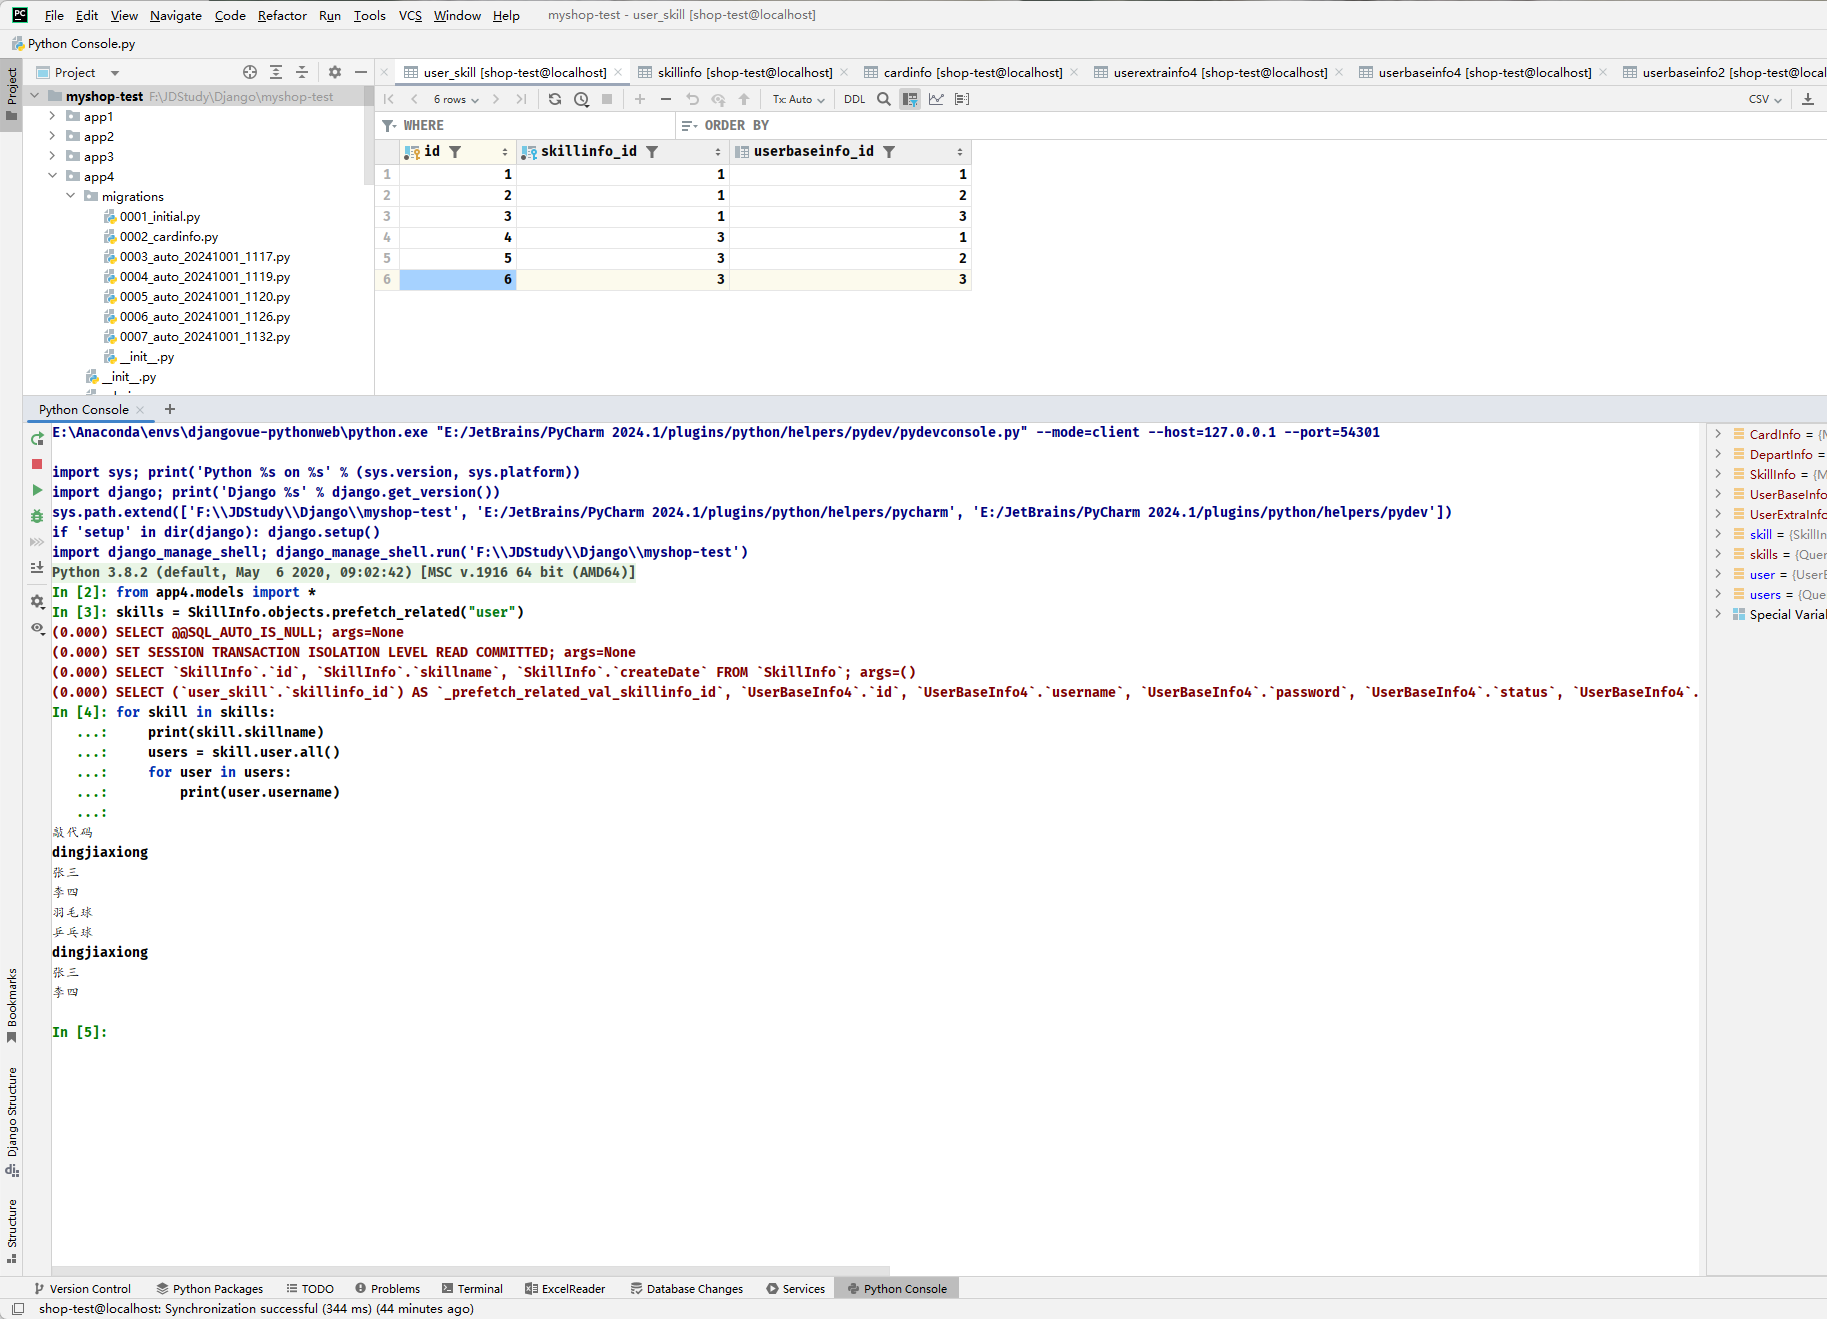 File Edit View Navigate Code Refactor Run Tools VCS Window Help myshop-test - user_skill [shop-test@localhost]
Python Console.py
Project
Project
user_skill [shop-test@localhost] skillinfo [shop-test@localhost] cardinfo [shop-test@localhost] userextrainfo4 [shop-test@localhost] userbaseinfo4 [shop-test@localhost] userbaseinfo2 [shop-test@local
myshop-test F:\JDStudy\Django\myshop-test
6 rows Tx: Auto DDL CSV
app1
app2
app3
app4
migrations
0001_initial.py
0002_cardinfo.py
0003_auto_20241001_1117.py
0004_auto_20241001_1119.py
0005_auto_20241001_1120.py
0006_auto_20241001_1126.py
0007_auto_20241001_1132.py
__init__.py
__init__.py
WHERE ORDER BY
id skillinfo_id userbaseinfo_id
1 1 1 1
2 2 1 2
3 3 1 3
4 4 3 1
5 5 3 2
6 6 3 3
Python Console
E:\Anaconda\envs\djangovue-pythonweb\python.exe "E:/JetBrains/PyCharm 2024.1/plugins/python/helpers/pydev/pydevconsole.py" --mode=client --host=127.0.0.1 --port=54301
import sys; print('Python %s on %s' % (sys.version, sys.platform))
import django; print('Django %s' % django.get_version())
sys.path.extend(['F:\\JDStudy\\Django\\myshop-test', 'E:/JetBrains/PyCharm 2024.1/plugins/python/helpers/pycharm', 'E:/JetBrains/PyCharm 2024.1/plugins/python/helpers/pydev'])
if 'setup' in dir(django): django.setup()
import django_manage_shell; django_manage_shell.run('F:\\JDStudy\\Django\\myshop-test')
Python 3.8.2 (default, May  6 2020, 09:02:42) [MSC v.1916 64 bit (AMD64)]
In [2]: from app4.models import *
In [3]: skills = SkillInfo.objects.prefetch_related("user")
(0.000) SELECT @@SQL_AUTO_IS_NULL; args=None
(0.000) SET SESSION TRANSACTION ISOLATION LEVEL READ COMMITTED; args=None
(0.000) SELECT `SkillInfo`.`id`, `SkillInfo`.`skillname`, `SkillInfo`.`createDate` FROM `SkillInfo`; args=()
(0.000) SELECT (`user_skill`.`skillinfo_id`) AS `_prefetch_related_val_skillinfo_id`, `UserBaseInfo4`.`id`, `UserBaseInfo4`.`username`, `UserBaseInfo4`.`password`, `UserBaseInfo4`.`status`, `UserBaseInfo4`.
In [4]: for skill in skills:
...:     print(skill.skillname)
...:     users = skill.user.all()
...:     for user in users:
...:         print(user.username)
...:
敲代码
dingjiaxiong
张三
李四
羽毛球
乒乓球
dingjiaxiong
张三
李四
In [5]:
CardInfo = {M
DepartInfo =
SkillInfo = {M
UserBaseInfo
UserExtraInfo
skill = {SkillIn
skills = {Quer
user = {UserE
users = {Que
Special Varial
Bookmarks
Django Structure
Structure
Version Control Python Packages TODO Problems Terminal ExcelReader Database Changes Services Python Console
shop-test@localhost: Synchronization successful (344 ms) (44 minutes ago)